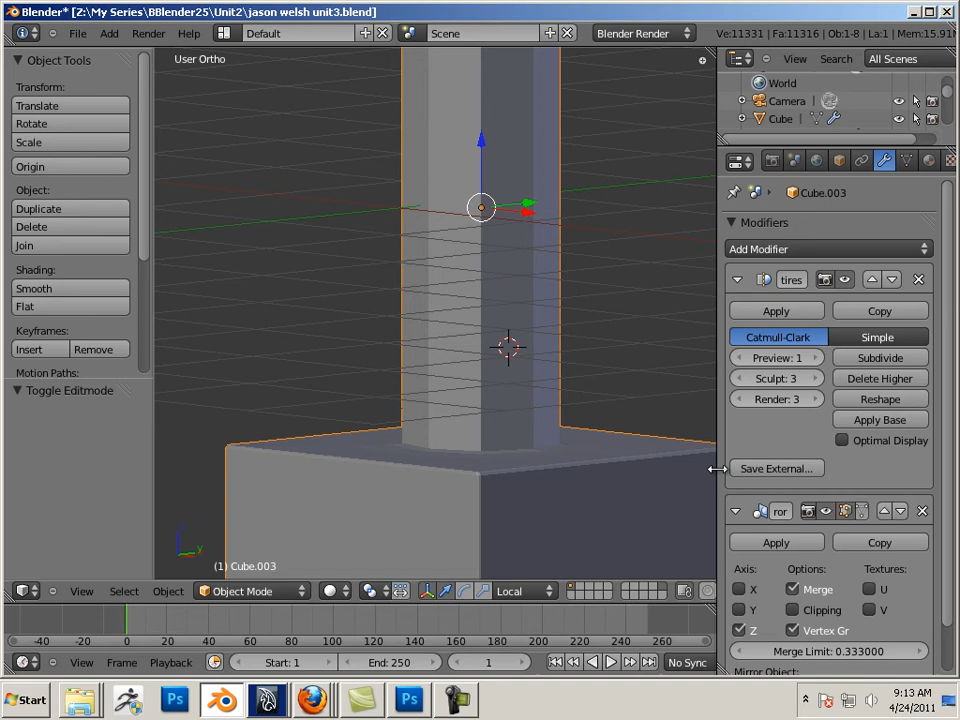 Blender* [Z:\My Series\BBlender25\Unit2\jason welsh unit3.blend]
File Add Render Help Default Scene Blender Render Ve:11331 | Fa:11316 | Ob:1-8 | La:1 | Mem:15.91M
Object Tools
Transform:
Translate
Rotate
Scale
Origin
Object:
Duplicate
Delete
Join
Shading:
Smooth
Flat
Keyframes:
Insert Remove
Motion Paths:
Toggle Editmode
User Ortho
z
y
(1) Cube.003
View Search All Scenes
World
Camera
Cube
Cube.003
Modifiers
Add Modifier
tires
Apply Copy
Catmull-Clark Simple
Preview: 1 Subdivide
Sculpt: 3 Delete Higher
Render: 3 Reshape
Apply Base
Optimal Display
Save External...
ror
Apply Copy
Axis: Options: Textures:
X Merge U
Y Clipping V
Z Vertex Gr
Merge Limit: 0.333000
Mirror Object:
View Select Object Object Mode Local
-40 -20 0 20 40 60 80 100 120 140 160 180 200 220 240 260
View Frame Playback Start: 1 End: 250 1 No Sync
Start Ps Ps 9:13 AM
4/24/2011